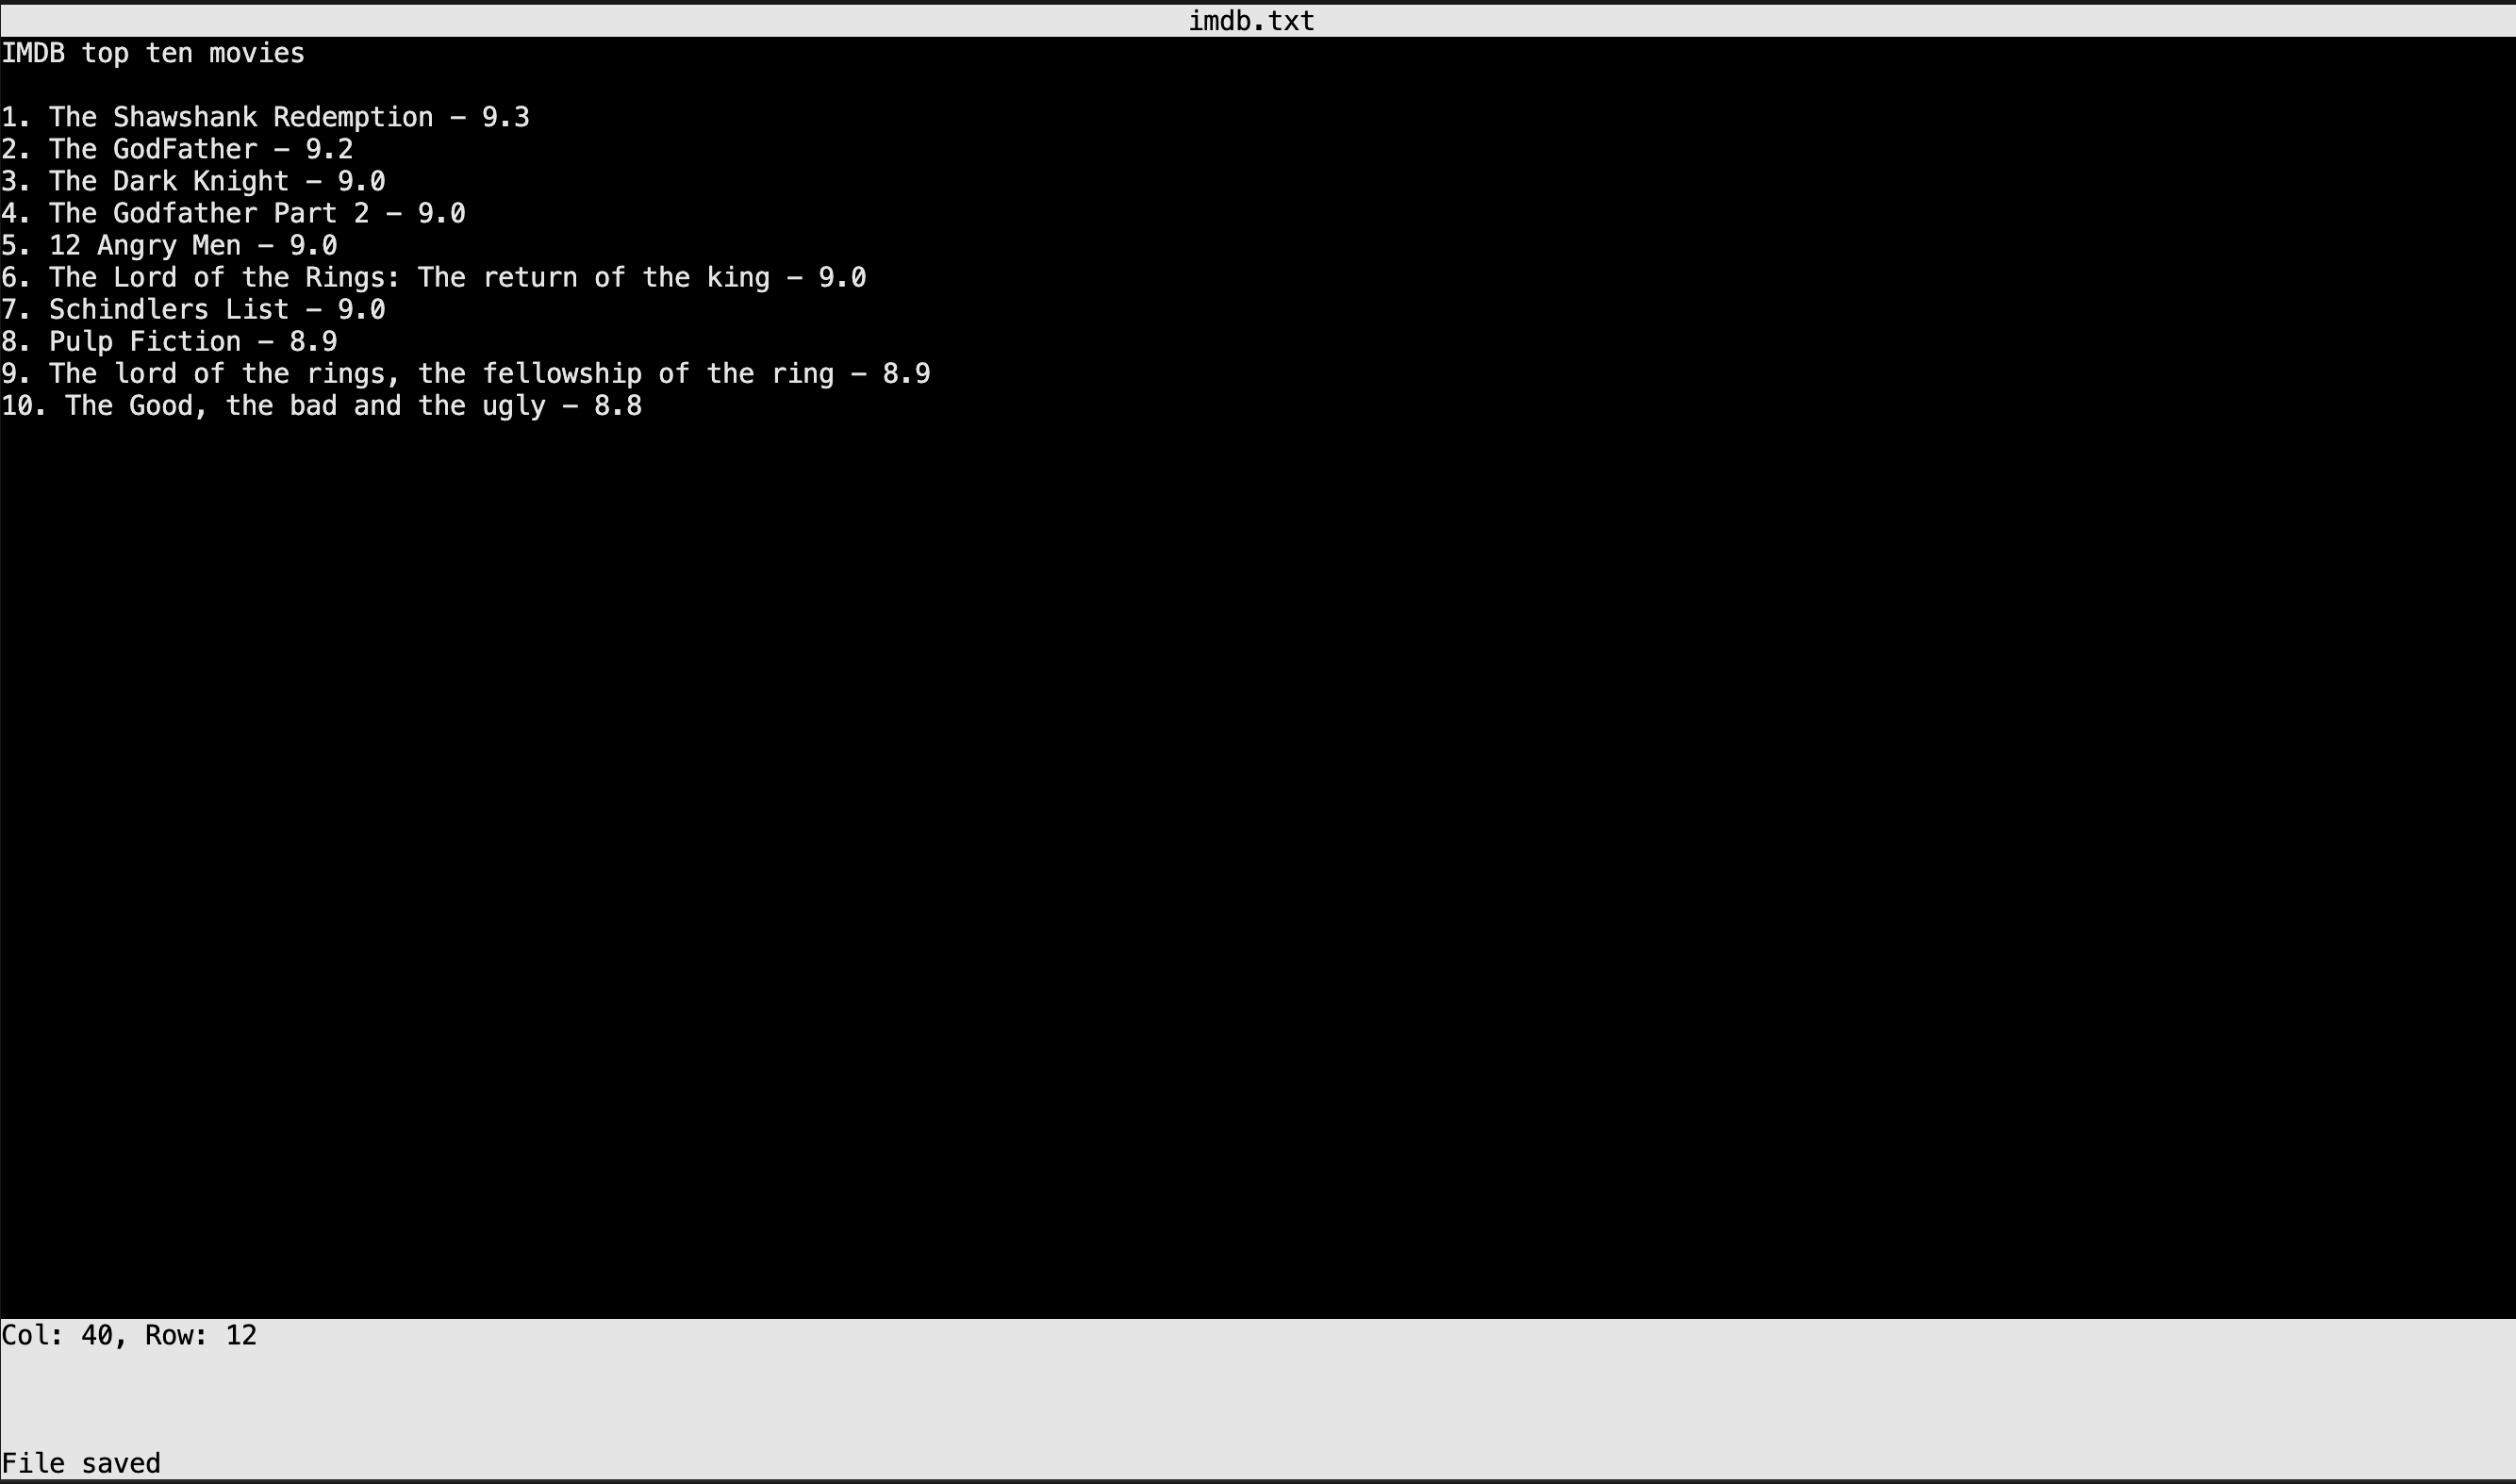 imdb.txt
IMDB top ten movies
1. The Shawshank Redemption – 9.3
2. The GodFather – 9.2
3. The Dark Knight – 9.0
4. The Godfather Part 2 – 9.0
5. 12 Angry Men – 9.0
6. The Lord of the Rings: The return of the king – 9.0
7. Schindlers List – 9.0
8. Pulp Fiction – 8.9
9. The lord of the rings, the fellowship of the ring – 8.9
10. The Good, the bad and the ugly – 8.8
Col: 40, Row: 12
File saved